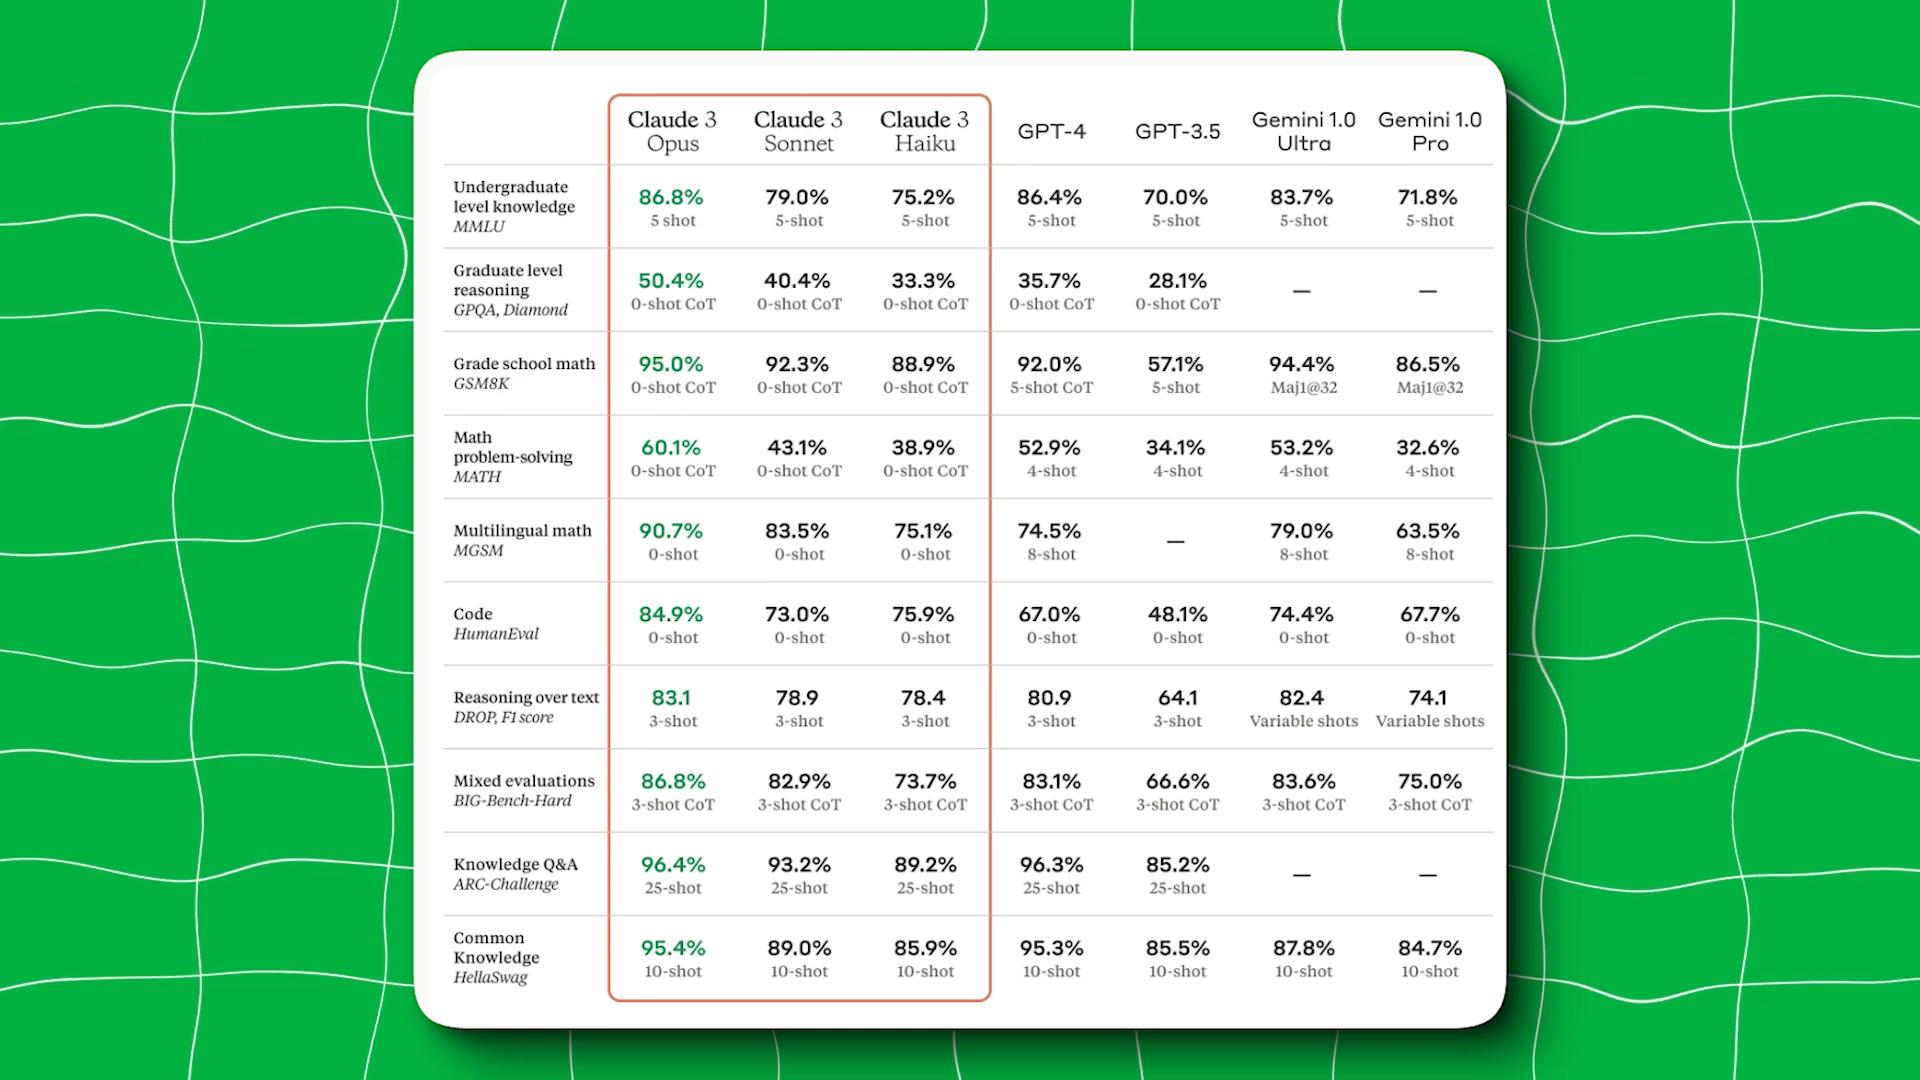 Claude 3 Opus
Claude 3 Sonnet
Claude 3 Haiku
GPT-4
GPT-3.5
Gemini 1.0 Ultra
Gemini 1.0 Pro
Undergraduate
level knowledge
MMLU
86.8% 79.0% 75.2% 86.4% 70.0% 83.7% 71.8%
5 shot 5-shot 5-shot 5-shot 5-shot 5-shot 5-shot
Graduate level
reasoning
GPQA, Diamond
50.4% 40.4% 33.3% 35.7% 28.1% — —
0-shot CoT 0-shot CoT 0-shot CoT 0-shot CoT 0-shot CoT
Grade school math
GSM8K
95.0% 92.3% 88.9% 92.0% 57.1% 94.4% 86.5%
0-shot CoT 0-shot CoT 0-shot CoT 5-shot CoT 5-shot Maj1@32 Maj1@32
Math
problem-solving
MATH
60.1% 43.1% 38.9% 52.9% 34.1% 53.2% 32.6%
0-shot CoT 0-shot CoT 0-shot CoT 4-shot 4-shot 4-shot 4-shot
Multilingual math
MGSM
90.7% 83.5% 75.1% 74.5% — 79.0% 63.5%
0-shot 0-shot 0-shot 8-shot 8-shot 8-shot
Code
HumanEval
84.9% 73.0% 75.9% 67.0% 48.1% 74.4% 67.7%
0-shot 0-shot 0-shot 0-shot 0-shot 0-shot 0-shot
Reasoning over text
DROP, F1 score
83.1 78.9 78.4 80.9 64.1 82.4 74.1
3-shot 3-shot 3-shot 3-shot 3-shot Variable shots Variable shots
Mixed evaluations
BIG-Bench-Hard
86.8% 82.9% 73.7% 83.1% 66.6% 83.6% 75.0%
3-shot CoT 3-shot CoT 3-shot CoT 3-shot CoT 3-shot CoT 3-shot CoT 3-shot CoT
Knowledge Q&A
ARC-Challenge
96.4% 93.2% 89.2% 96.3% 85.2% — —
25-shot 25-shot 25-shot 25-shot 25-shot
Common
Knowledge
HellaSwag
95.4% 89.0% 85.9% 95.3% 85.5% 87.8% 84.7%
10-shot 10-shot 10-shot 10-shot 10-shot 10-shot 10-shot